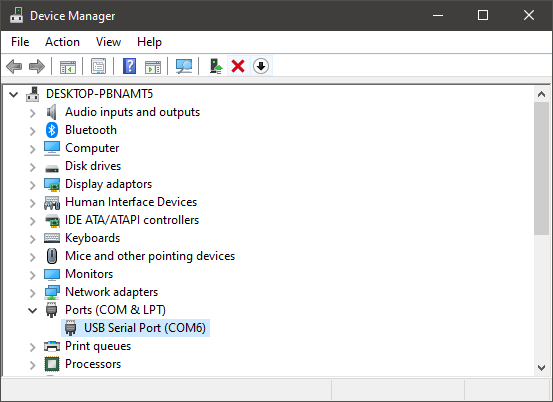 Device Manager
File Action View Help
DESKTOP-PBNAMT5
Audio inputs and outputs
Bluetooth
Computer
Disk drives
Display adaptors
Human Interface Devices
IDE ATA/ATAPI controllers
Keyboards
Mice and other pointing devices
Monitors
Network adapters
Ports (COM & LPT)
USB Serial Port (COM6)
Print queues
Processors